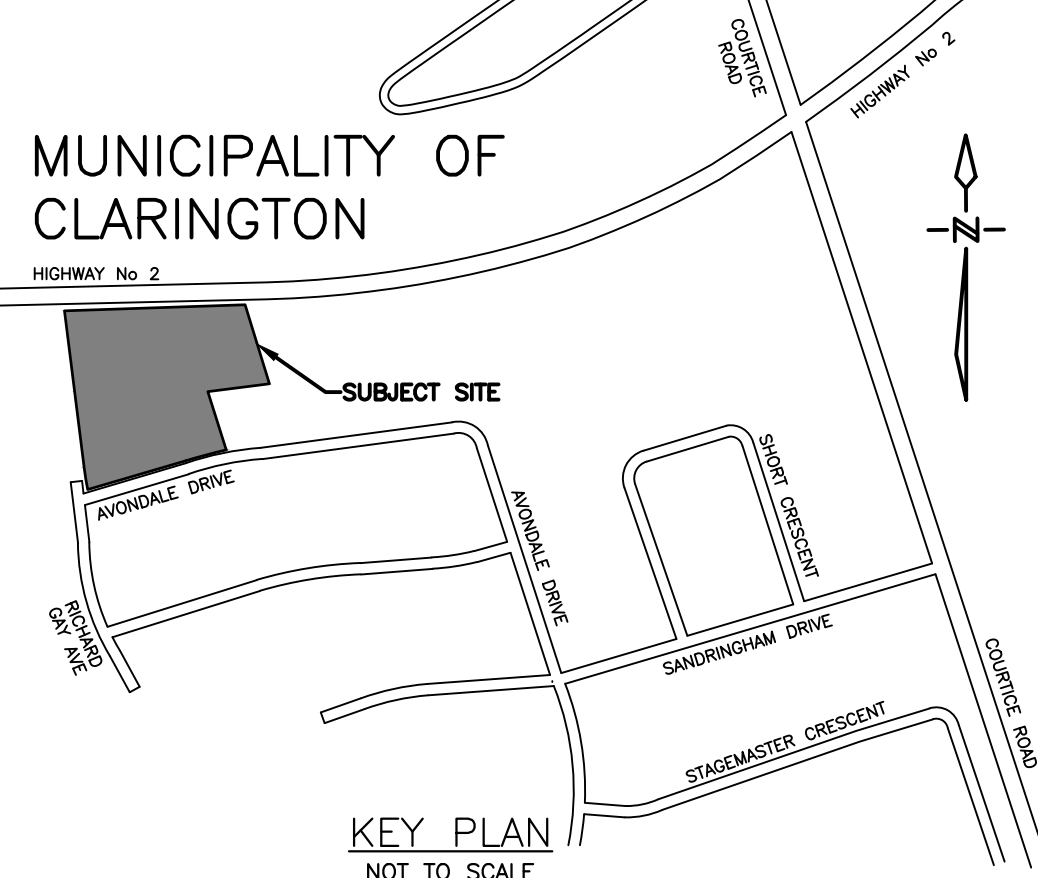 COURTICE
ROAD
HIGHWAY No 2
MUNICIPALITY OF
CLARINGTON
N
HIGHWAY No 2
SUBJECT SITE
AVONDALE DRIVE
SHORT CRESCENT
AVONDALE DRIVE
RICHARD
GAY AVE
SANDRINGHAM DRIVE
COURTICE ROAD
STAGEMASTER CRESCENT
KEY PLAN
NOT TO SCALE